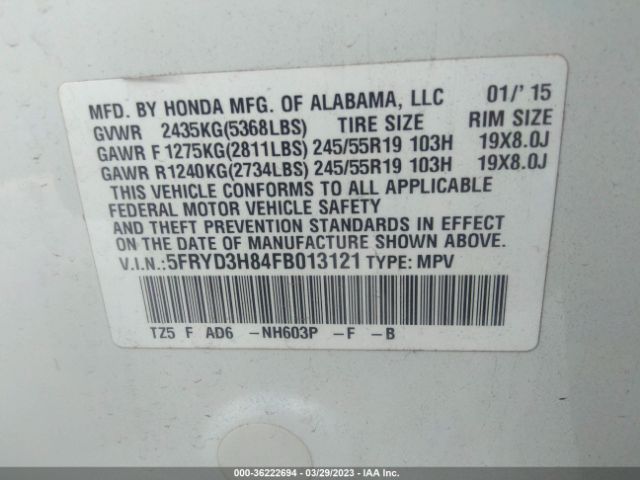 MFD. BY HONDA MFG. OF ALABAMA, LLC 01/' 15
GVWR 2435KG(5368LBS) TIRE SIZE RIM SIZE
GAWR F 1275KG(2811LBS) 245/55R19 103H 19X8.0J
GAWR R1240KG(2734LBS) 245/55R19 103H 19X8.0J
THIS VEHICLE CONFORMS TO ALL APPLICABLE
FEDERAL MOTOR VEHICLE SAFETY
AND THEFT PREVENTION STANDARDS IN EFFECT
ON THE DATE OF MANUFACTURE SHOWN ABOVE.
V.I.N.:5FRYD3H84FB013121 TYPE: MPV
TZ5 F AD6 -NH603P -F -B
000-36222694 - 03/29/2023 - IAAI.COM